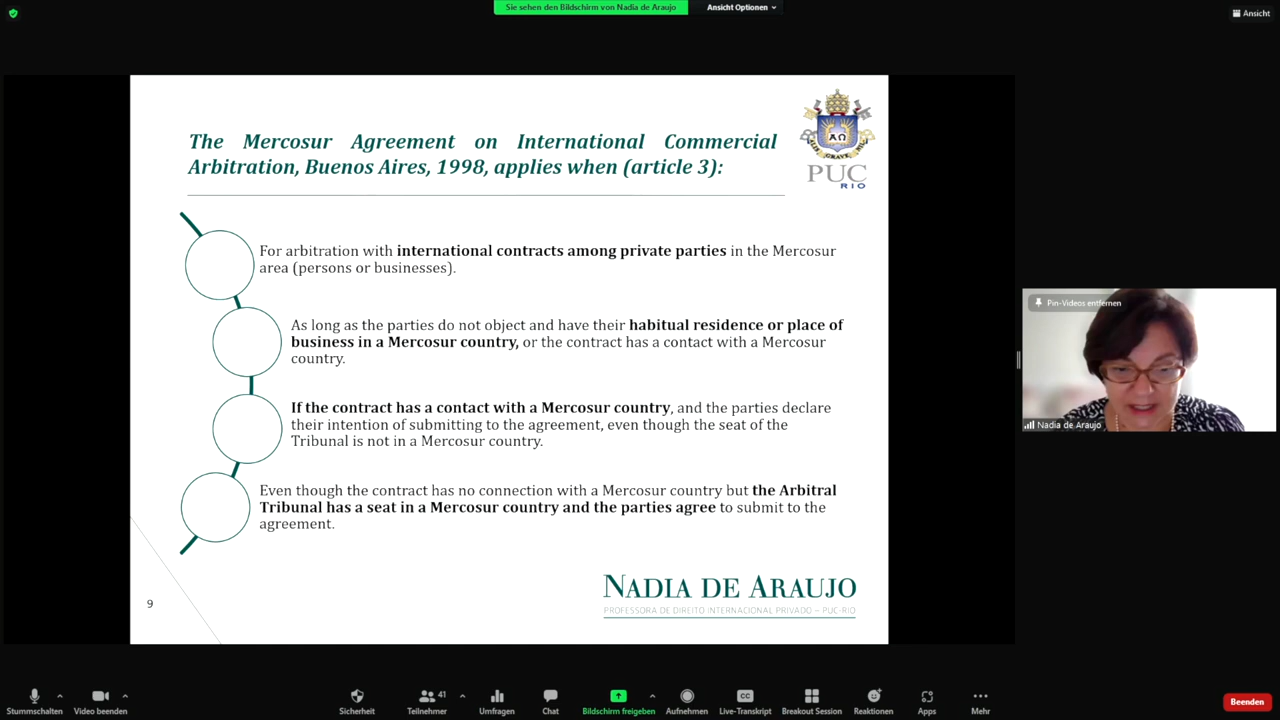 Sie sehen den Bildschirm von Nadia de Araujo
Ansicht Optionen
Ansicht
The Mercosur Agreement on International Commercial
Arbitration, Buenos Aires, 1998, applies when (article 3):
PUC
RIO
For arbitration with international contracts among private parties in the Mercosur
area (persons or businesses).
As long as the parties do not object and have their habitual residence or place of
business in a Mercosur country, or the contract has a contact with a Mercosur
country.
If the contract has a contact with a Mercosur country, and the parties declare
their intention of submitting to the agreement, even though the seat of the
Tribunal is not in a Mercosur country.
Even though the contract has no connection with a Mercosur country but the Arbitral
Tribunal has a seat in a Mercosur country and the parties agree to submit to the
agreement.
9
NADIA DE ARAUJO
PROFESSORA DE DIREITO INTERNACIONAL PRIVADO – PUC-RIO
Pin-Videos entfernen
Nadia de Araujo
Stummschalten
Video beenden
Sicherheit
41
Teilnehmer
Umfragen
Chat
Bildschirm freigeben
Aufnehmen
CC
Live-Transkript
Breakout Session
Reaktionen
Apps
Mehr
Beenden